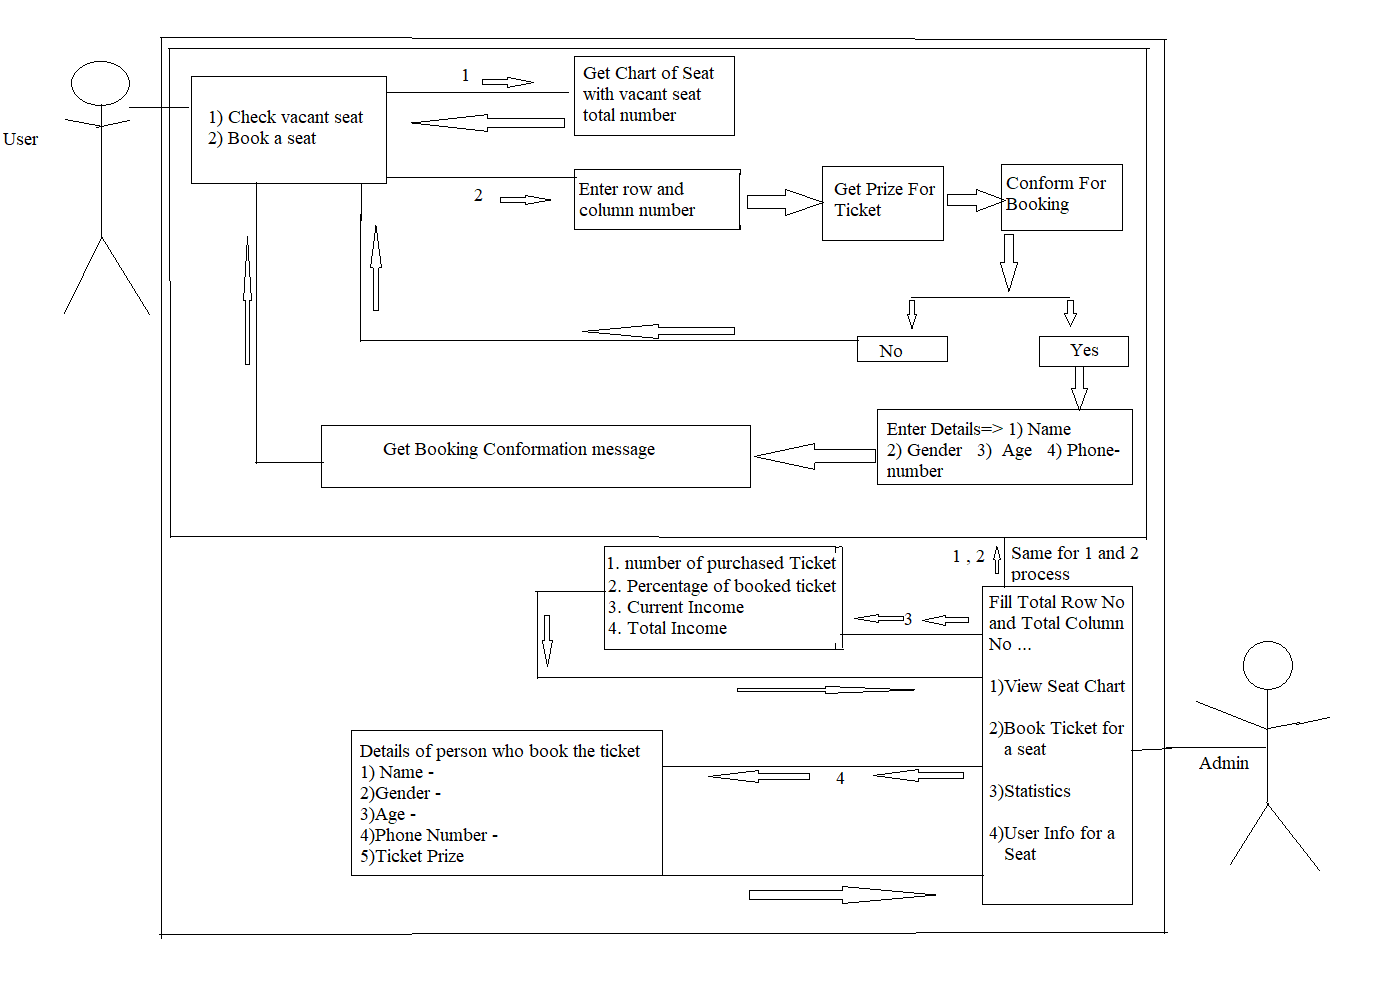 User
1) Check vacant seat
2) Book a seat
1
Get Chart of Seat
with vacant seat
total number
2
Enter row and
column number
Get Prize For
Ticket
Conform For
Booking
No
Yes
Enter Details=> 1) Name
2) Gender 3) Age 4) Phone-
number
Get Booking Conformation message
1 , 2
Same for 1 and 2
process
1. number of purchased Ticket
2. Percentage of booked ticket
3. Current Income
4. Total Income
3
Fill Total Row No
and Total Column
No ...
1)View Seat Chart
2)Book Ticket for
a seat
3)Statistics
4)User Info for a
Seat
Admin
Details of person who book the ticket
1) Name -
2)Gender -
3)Age -
4)Phone Number -
5)Ticket Prize
4